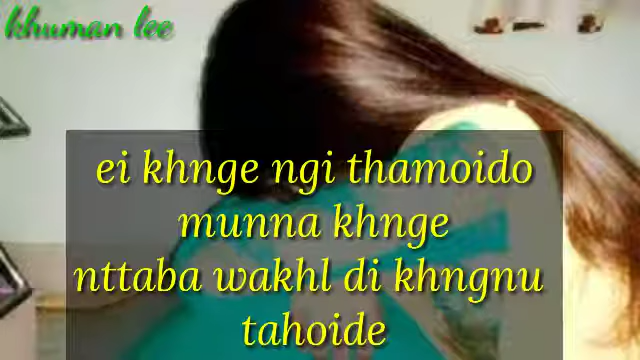 khuman lee
ei khnge ngi thamoido
munna khnge
nttaba wakhl di khngnu
tahoide